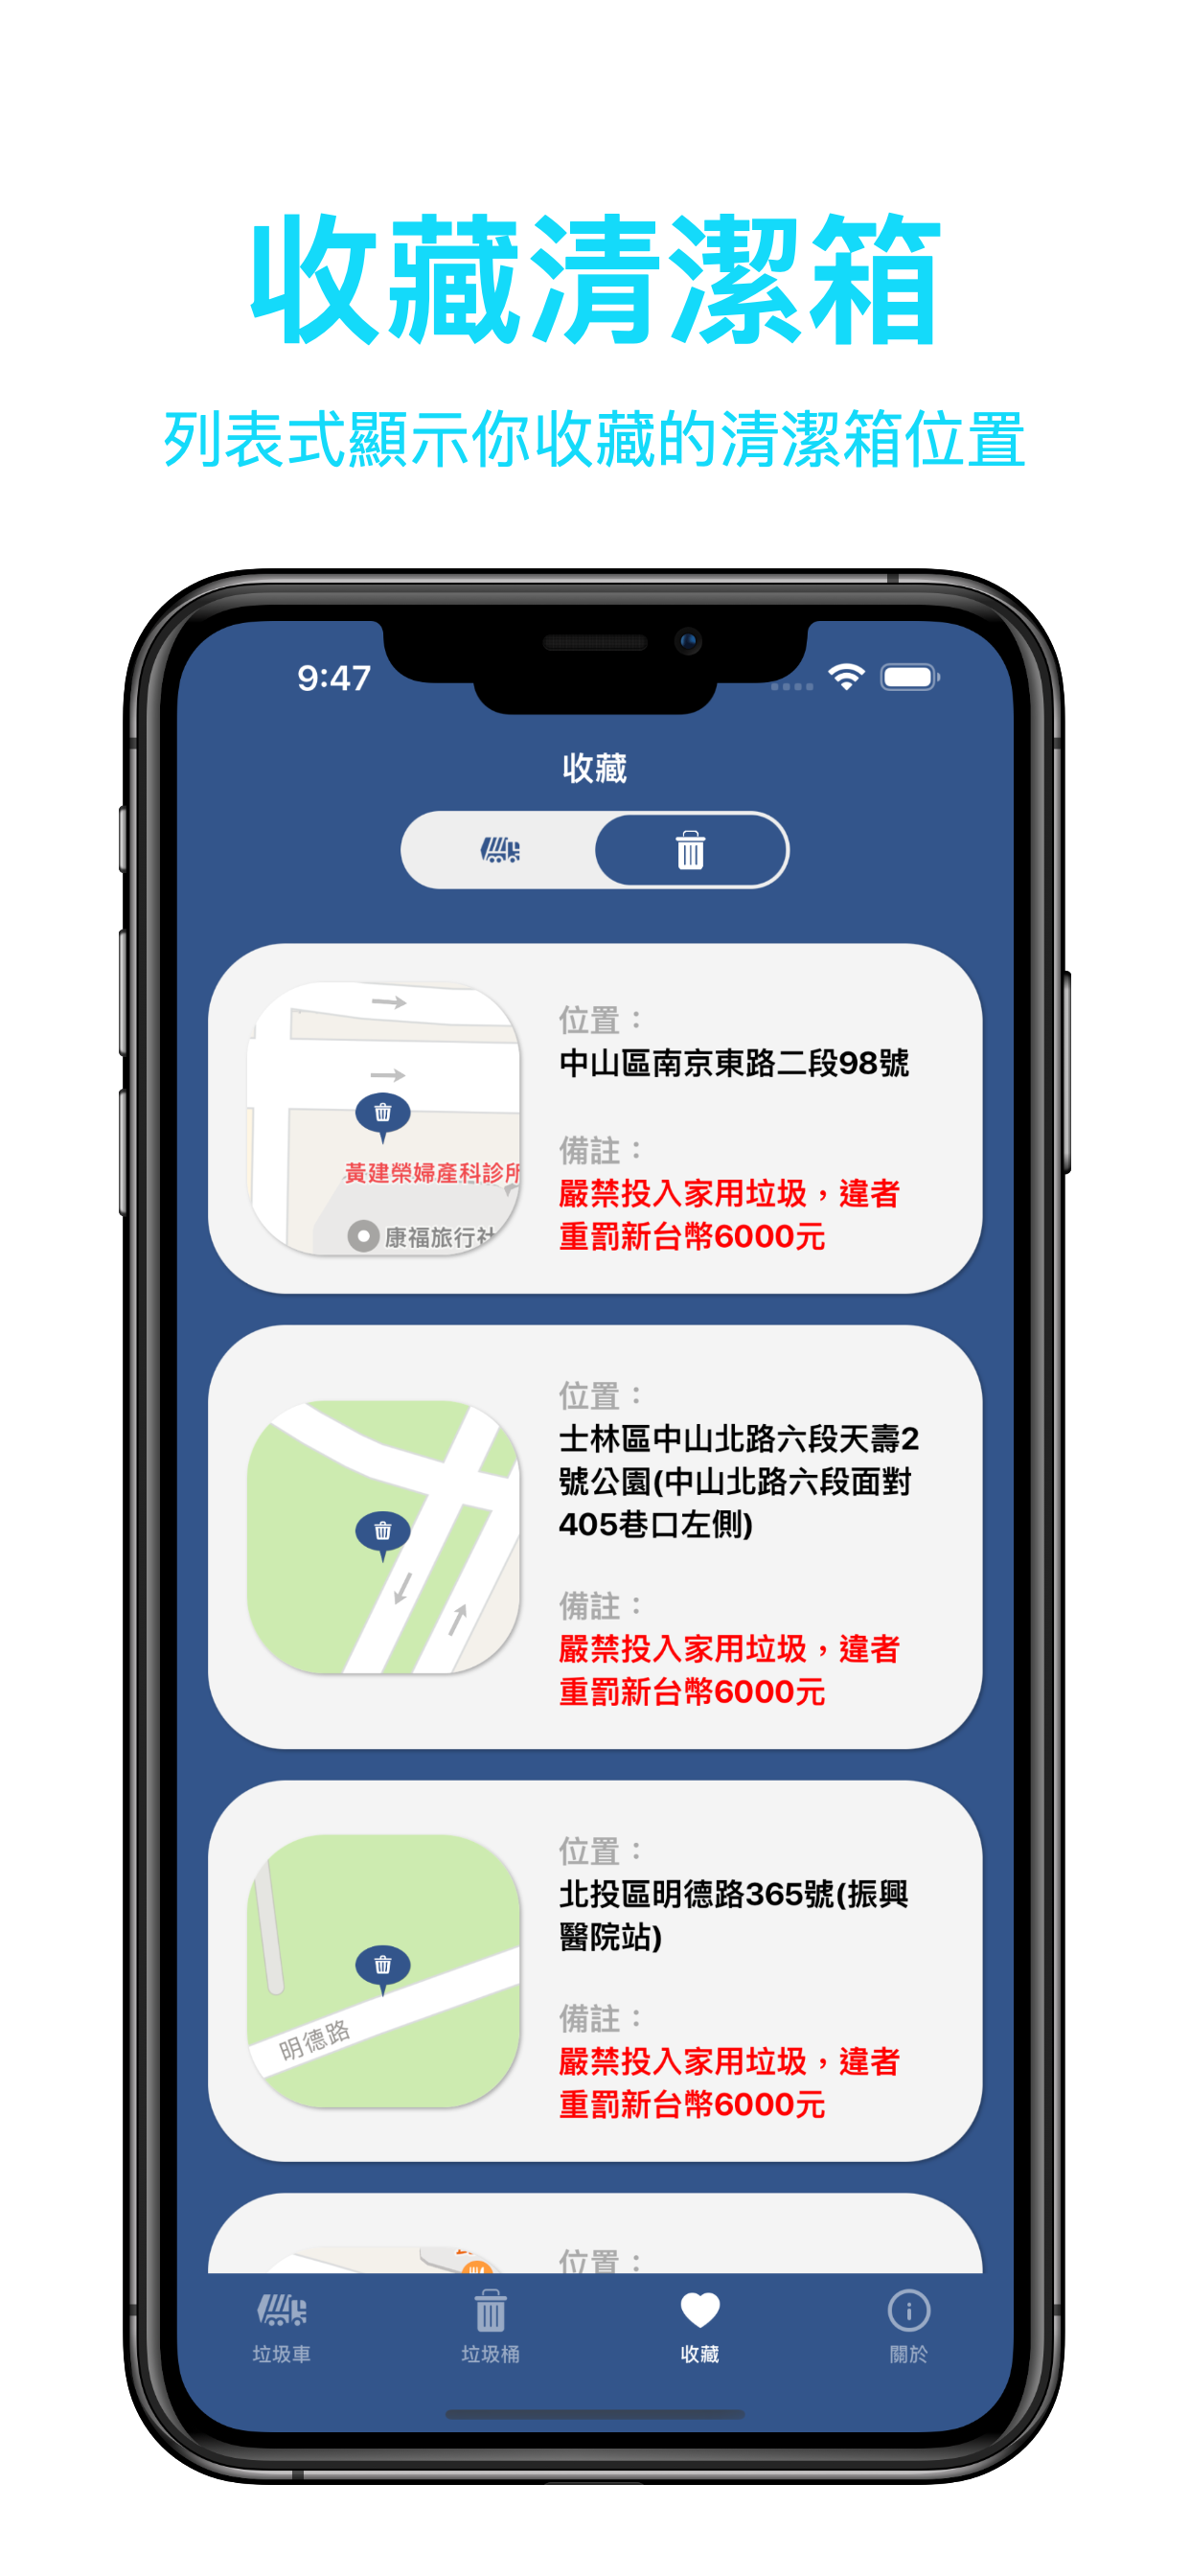 收藏清潔箱
列表式顯示你收藏的清潔箱位置
9:47
收藏
位置：
中山區南京東路二段98號
備註：
嚴禁投入家用垃圾，違者
重罰新台幣6000元
黃建榮婦產科診所
康福旅行社
位置：
士林區中山北路六段天壽2
號公園(中山北路六段面對
405巷口左側)
備註：
嚴禁投入家用垃圾，違者
重罰新台幣6000元
位置：
北投區明德路365號(振興
醫院站)
備註：
嚴禁投入家用垃圾，違者
重罰新台幣6000元
明德路
位置：
垃圾車
垃圾桶
收藏
關於